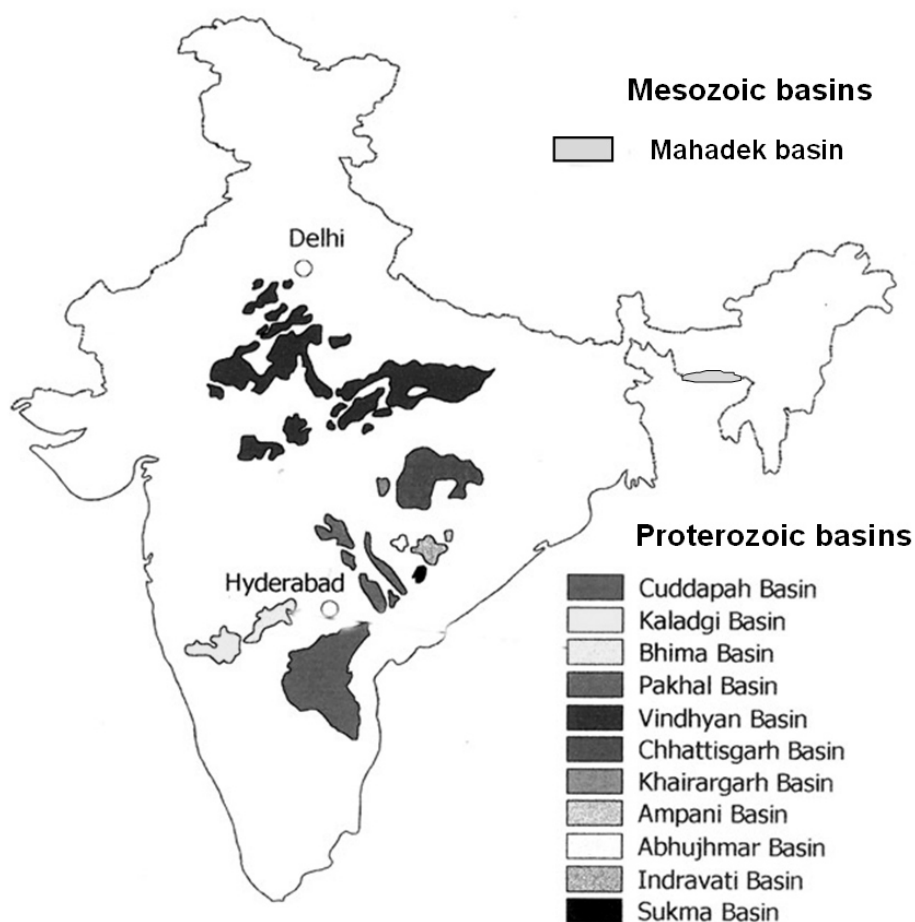 Mesozoic basins
Mahadek basin
Delhi
Hyderabad
Proterozoic basins
Cuddapah Basin
Kaladgi Basin
Bhima Basin
Pakhal Basin
Vindhyan Basin
Chhattisgarh Basin
Khairargarh Basin
Ampani Basin
Abhujhmar Basin
Indravati Basin
Sukma Basin